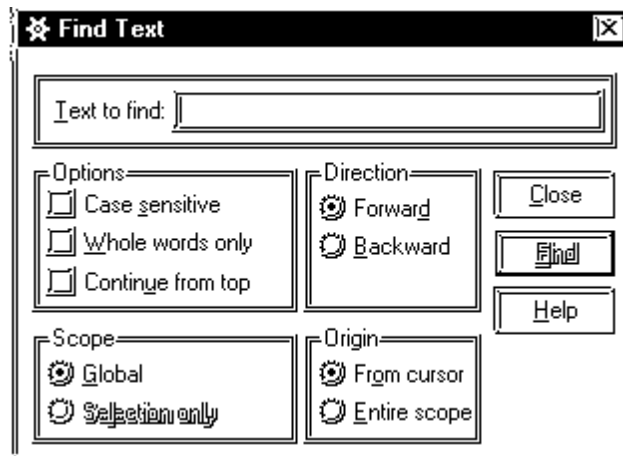 Find Text
Text to find:
Options
Case sensitive
Whole words only
Continue from top
Direction
Forward
Backward
Close
Find
Help
Scope
Global
Selection only
Origin
From cursor
Entire scope